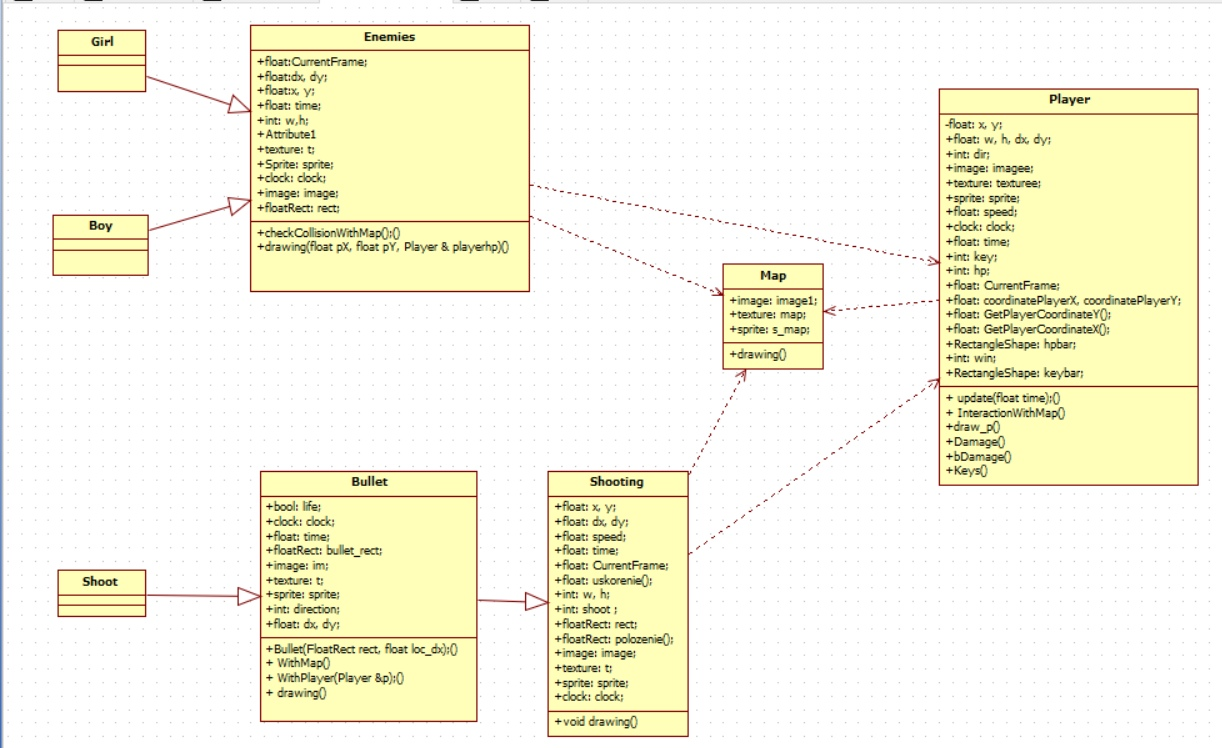 Girl
Enemies
+float:CurrentFrame;
+float:dx, dy;
+float:x, y;
+float: time;
+int: w,h;
+Attribute1
+texture: t;
+Sprite: sprite;
+clock: clock;
+image: image;
+floatRect: rect;
+checkCollisionWithMap();()
+drawing(float pX, float pY, Player & playerhp)()
Boy
Player
-float: x, y;
+float: w, h, dx, dy;
+int: dir;
+image: imagee;
+texture: texturee;
+sprite: sprite;
+float: speed;
+clock: clock;
+float: time;
+int: key;
+int: hp;
+float: CurrentFrame;
+float: coordinatePlayerX, coordinatePlayerY;
+float: GetPlayerCoordinateY();
+float: GetPlayerCoordinateX();
+RectangleShape: hpbar;
+int: win;
+RectangleShape: keybar;
+ update(float time);()
+ InteractionWithMap()
+draw_p()
+Damage()
+bDamage()
+Keys()
Map
+image: image1;
+texture: map;
+sprite: s_map;
+drawing()
Shoot
Bullet
+bool: life;
+clock: clock;
+float: time;
+floatRect: bullet_rect;
+image: im;
+texture: t;
+sprite: sprite;
+int: direction;
+float: dx, dy;
+Bullet(FloatRect rect, float loc_dx);()
+ WithMap()
+ WithPlayer(Player &p);()
+ drawing()
Shooting
+float: x, y;
+float: dx, dy;
+float: speed;
+float: time;
+float: CurrentFrame;
+float: uskorenie();
+int: w, h;
+int: shoot ;
+floatRect: rect;
+floatRect: polozenie();
+image: image;
+texture: t;
+sprite: sprite;
+clock: clock;
+void drawing()